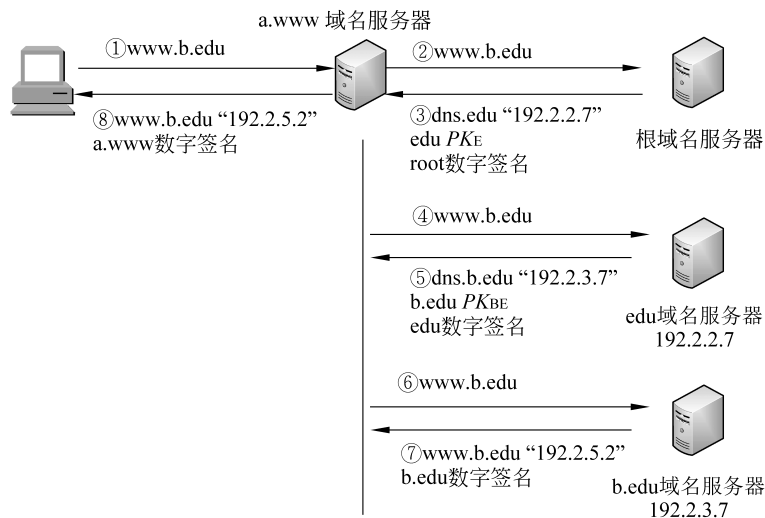 a.www 域名服务器
①www.b.edu
②www.b.edu
⑧www.b.edu “192.2.5.2”
a.www数字签名
③dns.edu “192.2.2.7”
edu PKE
root数字签名
根域名服务器
④www.b.edu
⑤dns.b.edu “192.2.3.7”
b.edu PKBE
edu数字签名
edu域名服务器
192.2.2.7
⑥www.b.edu
⑦www.b.edu “192.2.5.2”
b.edu数字签名
b.edu域名服务器
192.2.3.7